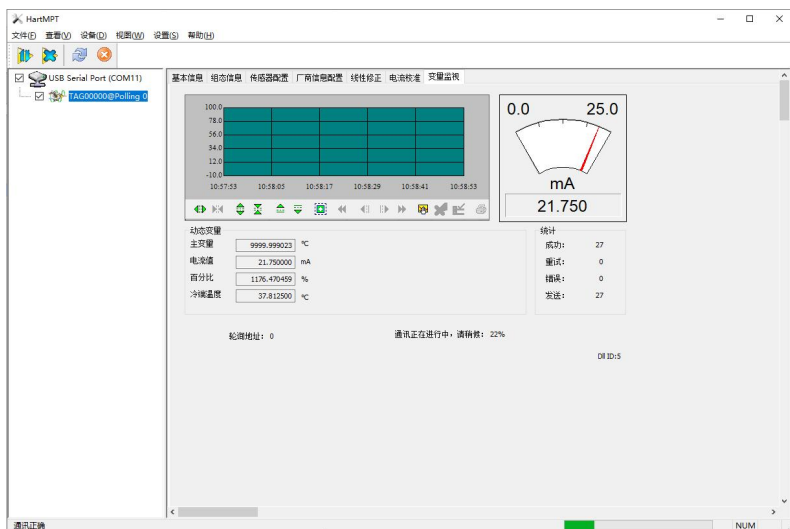 HartMPT
文件(F) 查看(V) 设备(D) 视图(W) 设置(S) 帮助(H)
USB Serial Port (COM11)
TAG00000@Polling 0
基本信息 组态信息 传感器配置 厂商信息配置 线性修正 电流校准 变量监视
100.0
78.0
56.0
34.0
12.0
-10.0
10:57:53 10:58:05 10:58:17 10:58:29 10:58:41 10:58:53
0.0 25.0
mA
21.750
动态变量
主变量 9999.999023 ℃
电流值 21.750000 mA
百分比 1176.470459 %
冷端温度 37.812500 ℃
统计
成功: 27
重试: 0
错误: 0
发送: 27
轮询地址: 0
通讯正在进行中，请稍候: 22%
Dll ID:5
通讯正确
NUM